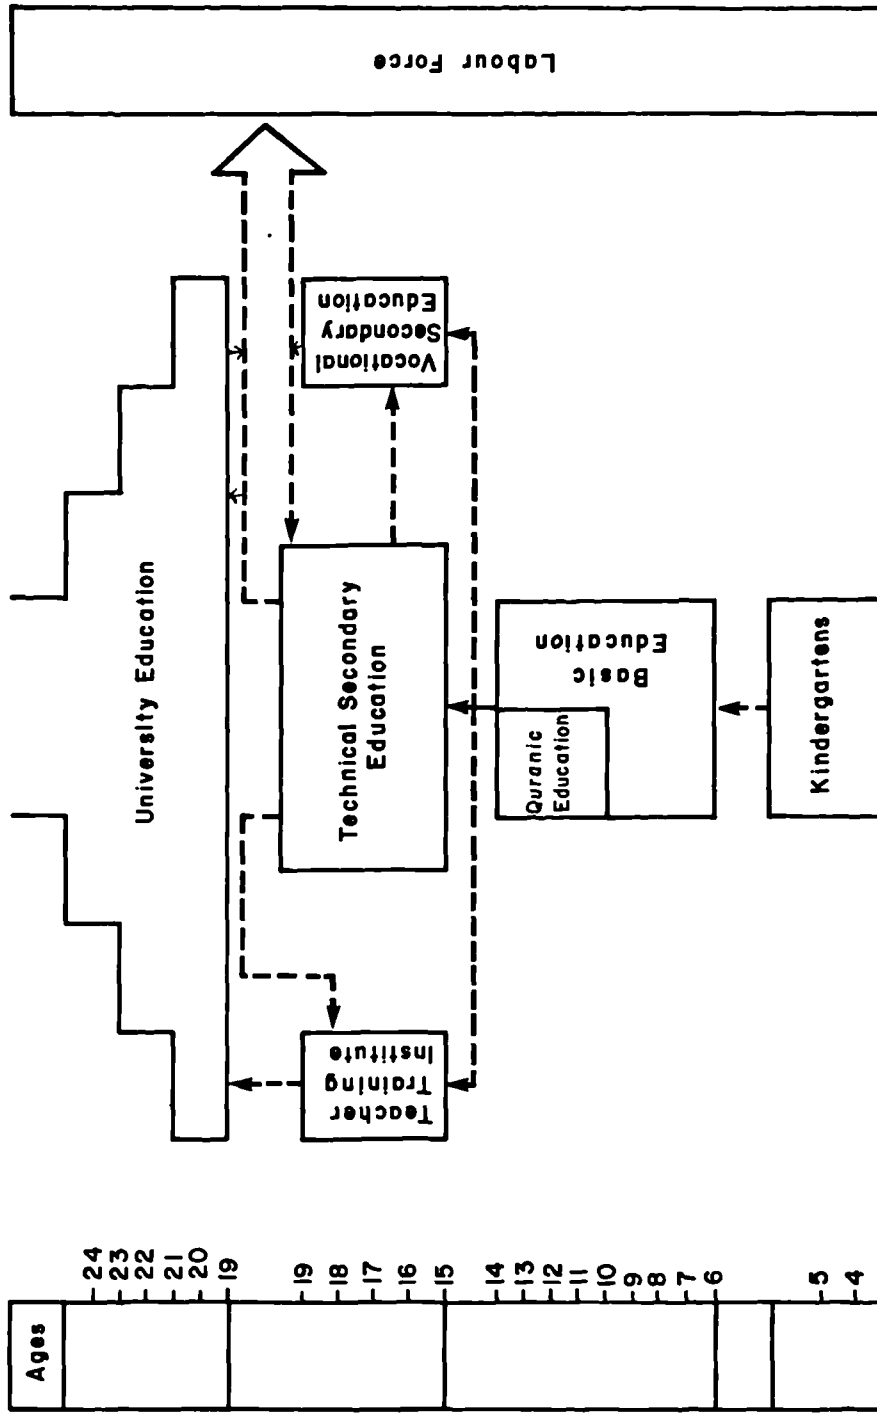 Ages
24
23
22
21
20
19
19
18
17
16
15
14
13
12
11
10
9
8
7
6
5
4
University Education
Teacher
Training
Institute
Technical Secondary
Education
Vocational
Secondary
Education
Quranic
Education
Basic
Education
Kindergartens
Labour Force